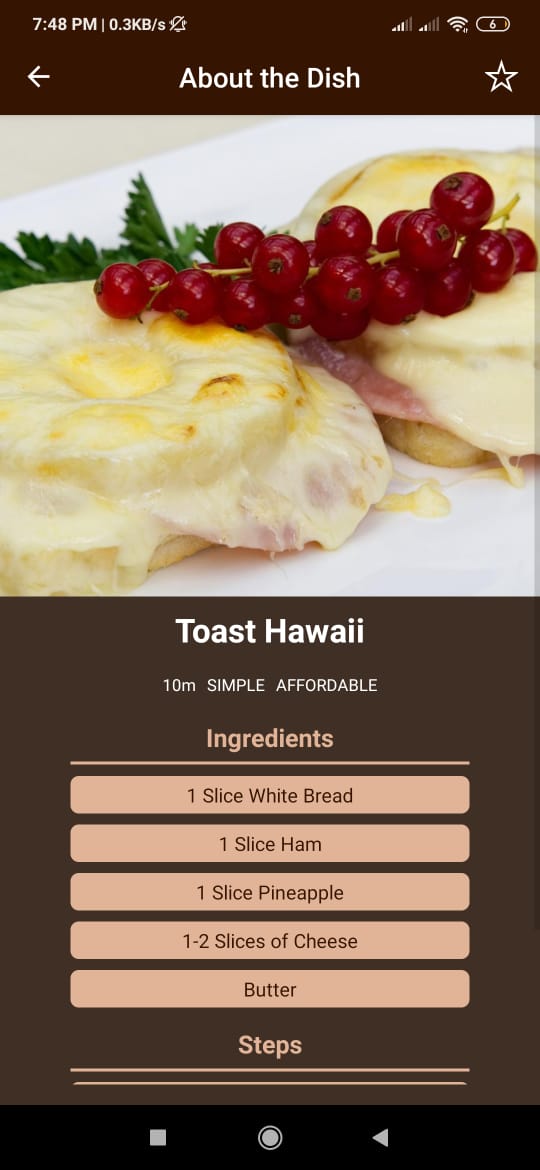 7:48 PM | 0.3KB/s
6
About the Dish
Toast Hawaii
10m SIMPLE AFFORDABLE
Ingredients
1 Slice White Bread
1 Slice Ham
1 Slice Pineapple
1-2 Slices of Cheese
Butter
Steps